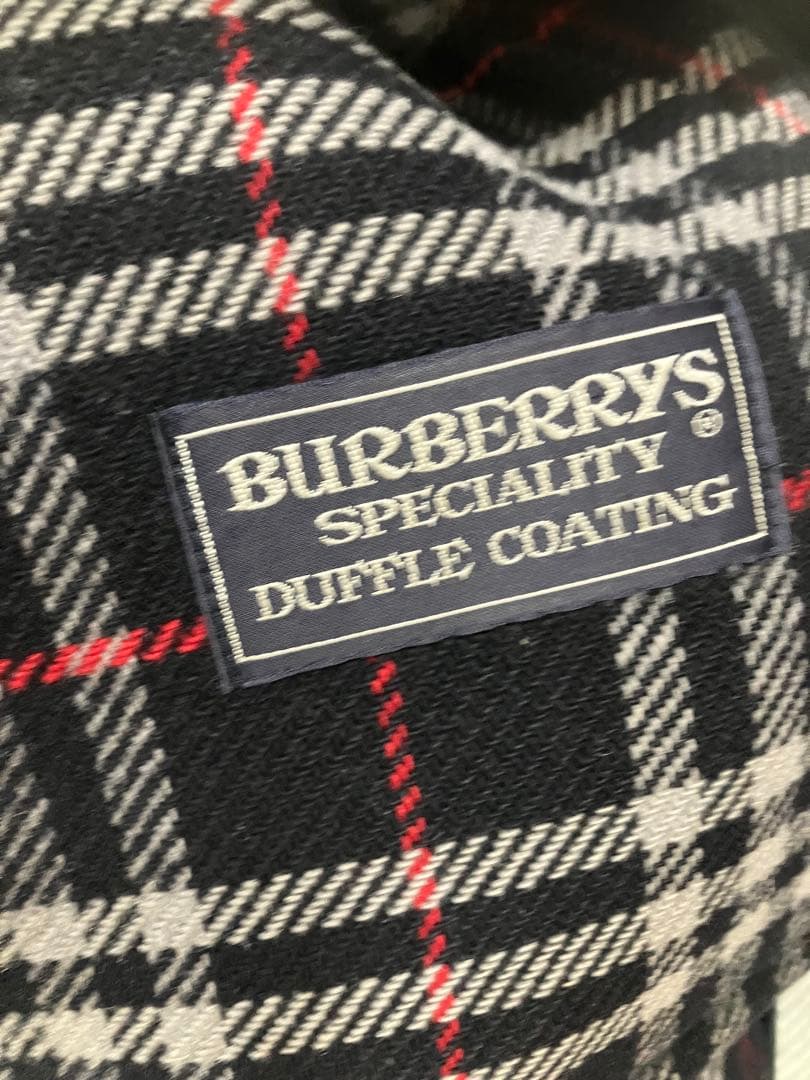 BURBERRYS
®
SPECIALITY
DUFFLE COATING